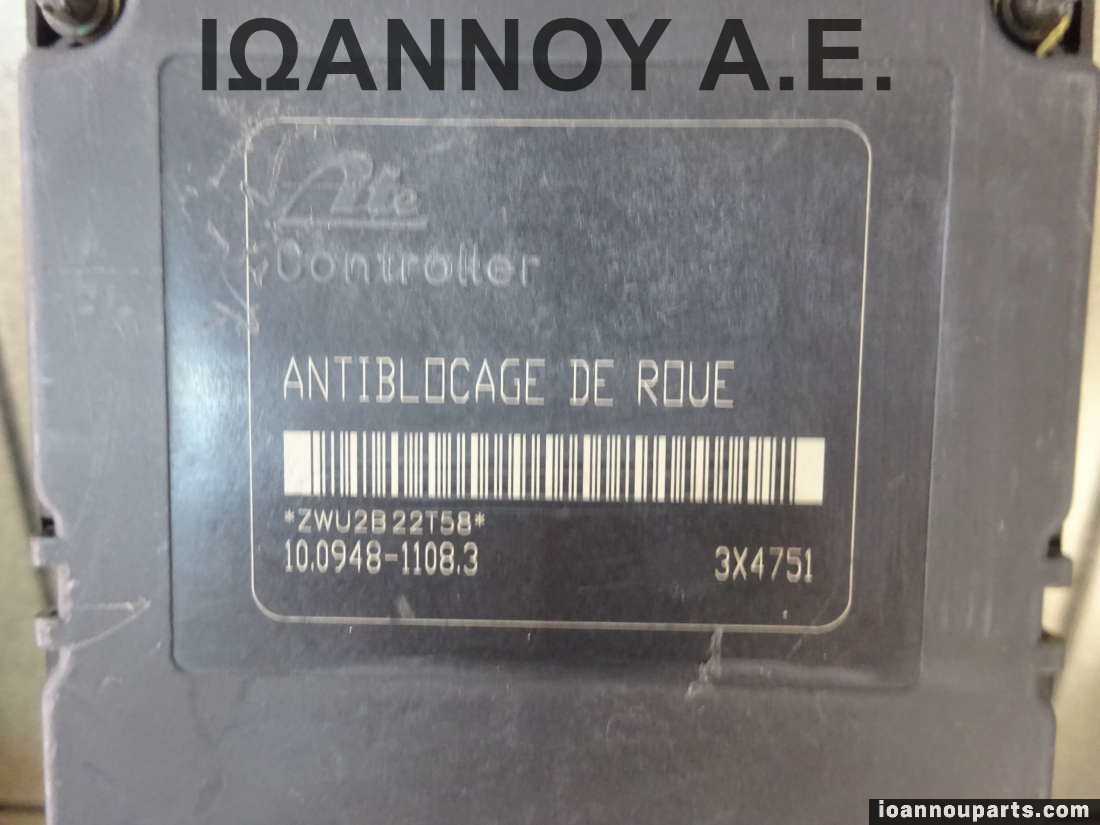 ΙΩΑΝΝΟΥ Α.Ε.
Ate
Controller
ANTIBLOCAGE DE ROUE
*ZWU2B22T58*
10.0948-1108.3 3X4751
ioannouparts.com